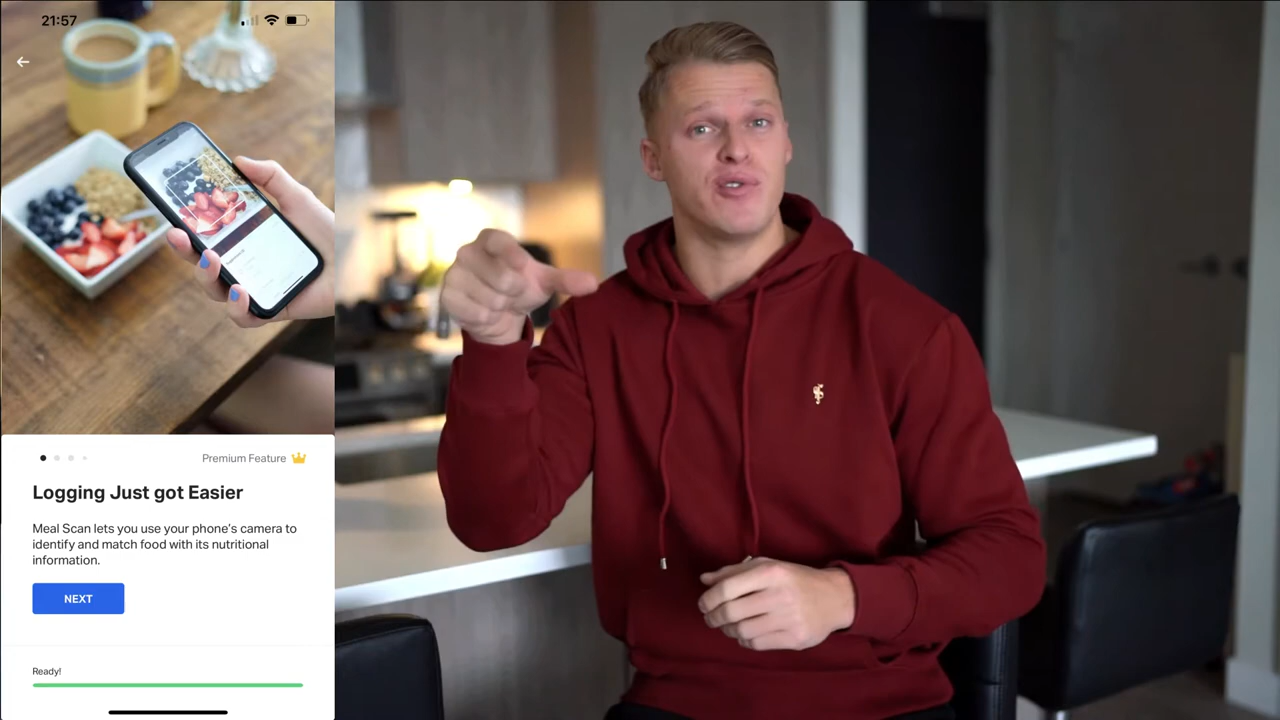 21:57
Premium Feature
Logging Just got Easier
Meal Scan lets you use your phone's camera to
identify and match food with its nutritional
information.
NEXT
Ready!